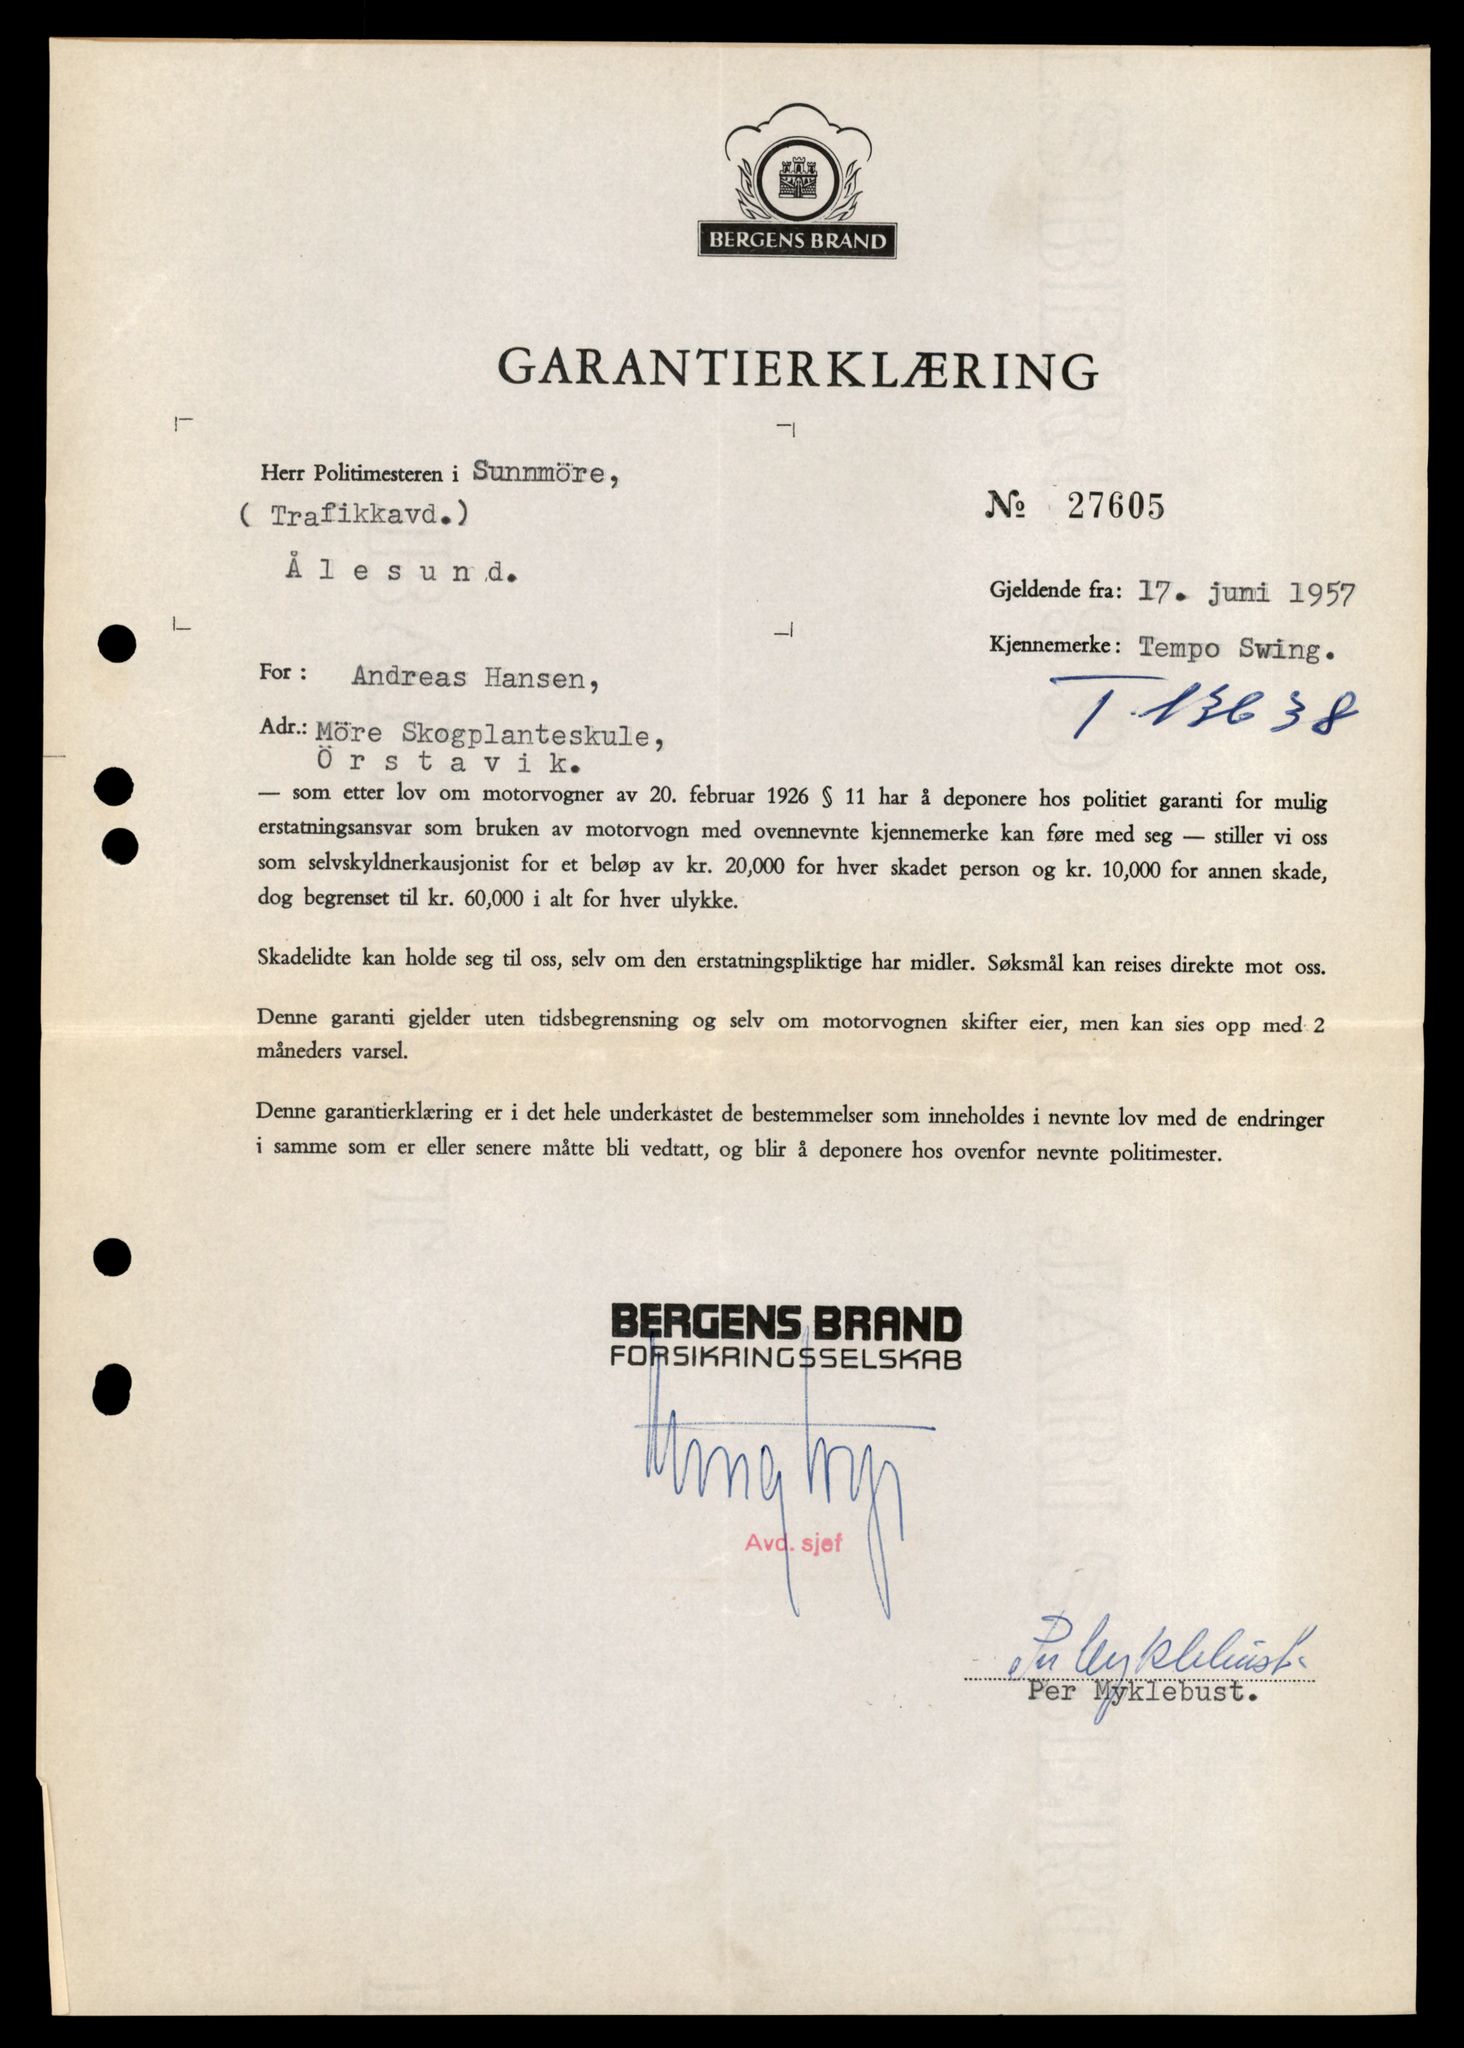 BERGENS BRAND
GARANTIERKLÆRING
Herr Politimesteren i Sunnmöre,
( Trafikkavd.)
Ålesund.
№ 27605
Gjeldende fra: 17. juni 1957
Kjennemerke: Tempo Swing.
T. 13638
For: Andreas Hansen,
Adr.: Möre Skogplanteskule,
Örstavik.
— som etter lov om motorvogner av 20. februar 1926 § 11 har å deponere hos politiet garanti for mulig
erstatningsansvar som bruken av motorvogn med ovennevnte kjennemerke kan føre med seg — stiller vi oss
som selvskyldnerkausjonist for et beløp av kr. 20,000 for hver skadet person og kr. 10,000 for annen skade,
dog begrenset til kr. 60,000 i alt for hver ulykke.
Skadelidte kan holde seg til oss, selv om den erstatningspliktige har midler. Søksmål kan reises direkte mot oss.
Denne garanti gjelder uten tidsbegrensning og selv om motorvognen skifter eier, men kan sies opp med 2
måneders varsel.
Denne garantierklæring er i det hele underkastet de bestemmelser som inneholdes i nevnte lov med de endringer
i samme som er eller senere måtte bli vedtatt, og blir å deponere hos ovenfor nevnte politimester.
BERGENS BRAND
FORSIKRINGSSELSKAB
Avd. sjef
Per Myklebust
Per Myklebust.